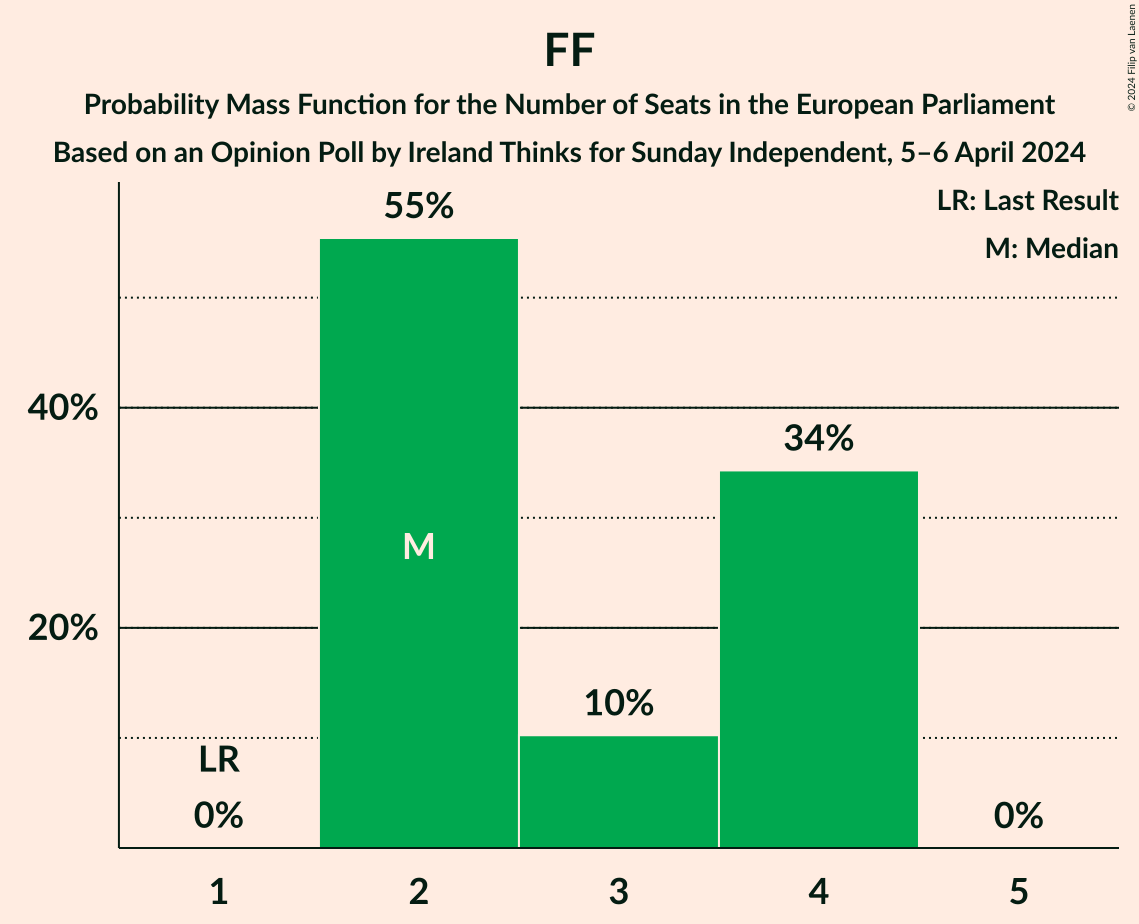 FF
Probability Mass Function for the Number of Seats in the European Parliament
Based on an Opinion Poll by Ireland Thinks for Sunday Independent, 5–6 April 2024
© 2024 Filip van Laenen
LR: Last Result
M: Median
55%
40%
34%
M
20%
10%
LR
0%
0%
1 2 3 4 5